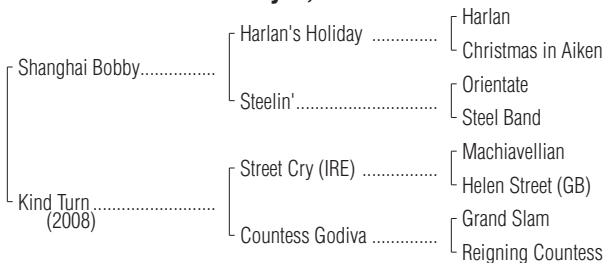 Harlan
Harlan's Holiday ..............
Christmas in Aiken
Shanghai Bobby................
Orientate
Steelin'..............................
Steel Band
Machiavellian
Street Cry (IRE) ................
Helen Street (GB)
Kind Turn..........................
(2008)
Grand Slam
Countess Godiva ..............
Reigning Countess